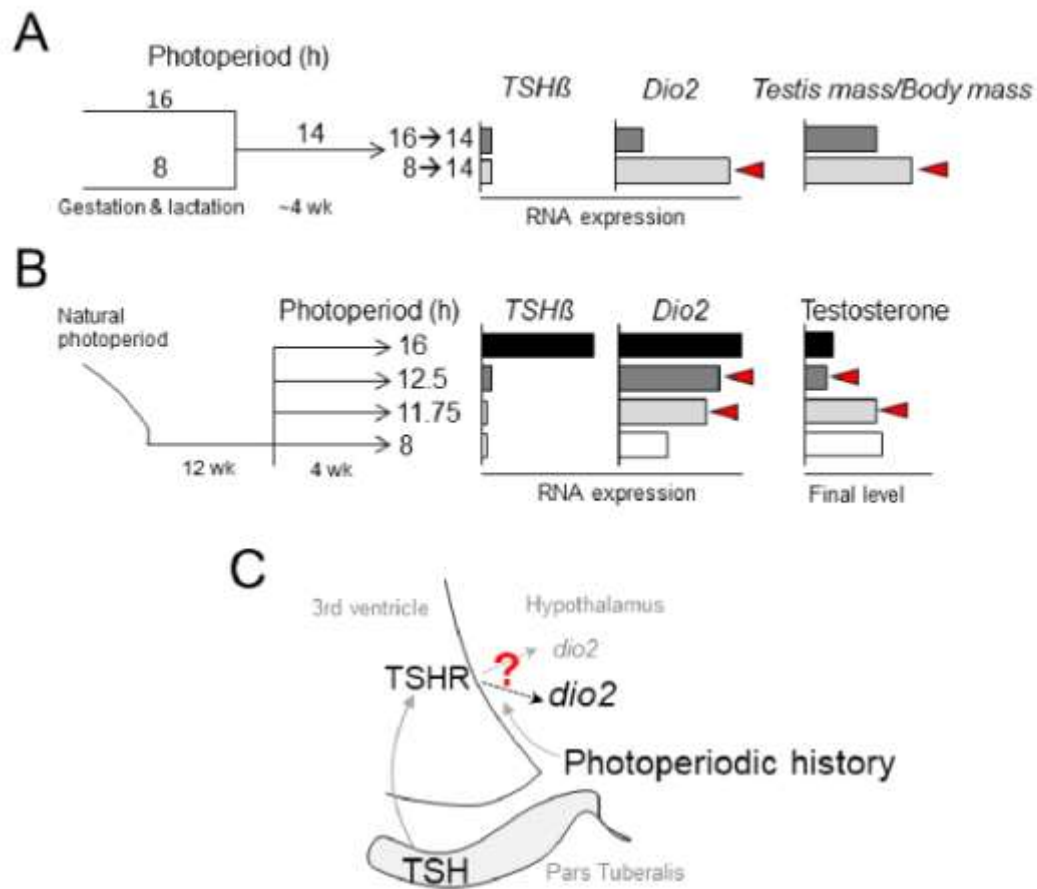 A
Photoperiod (h)
16
14
8
Gestation & lactation
~4 wk
TSHß
Dio2
Testis mass/Body mass
16→14
8→14
RNA expression
B
Natural
photoperiod
Photoperiod (h)
16
12.5
11.75
8
12 wk
4 wk
TSHß
Dio2
Testosterone
RNA expression
Final level
C
3rd ventricle
Hypothalamus
dio2
?
TSHR
dio2
Photoperiodic history
TSH
Pars Tuberalis